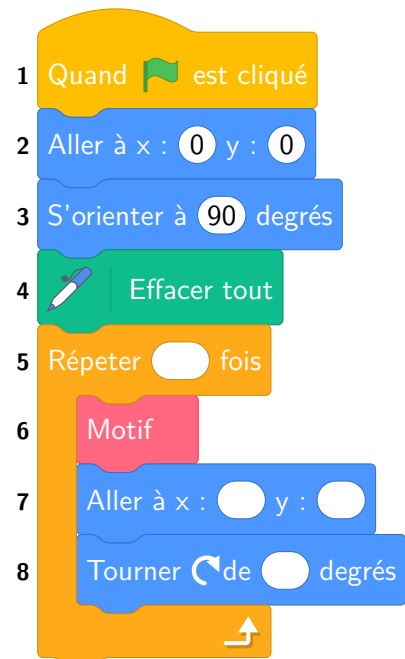 1 Quand est cliqué
2 Aller à x : 0 y : 0
3 S'orienter à 90 degrés
4 Effacer tout
5 Répeter fois
6 Motif
7 Aller à x : y :
8 Tourner de degrés